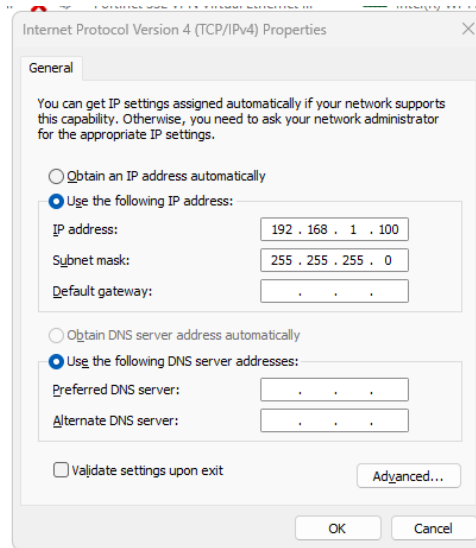 Internet Protocol Version 4 (TCP/IPv4) Properties
General
You can get IP settings assigned automatically if your network supports
this capability. Otherwise, you need to ask your network administrator
for the appropriate IP settings.
Obtain an IP address automatically
Use the following IP address:
IP address: 192 . 168 . 1 . 100
Subnet mask: 255 . 255 . 255 . 0
Default gateway: . . .
Obtain DNS server address automatically
Use the following DNS server addresses:
Preferred DNS server: . . .
Alternate DNS server: . . .
Validate settings upon exit
Advanced...
OK Cancel